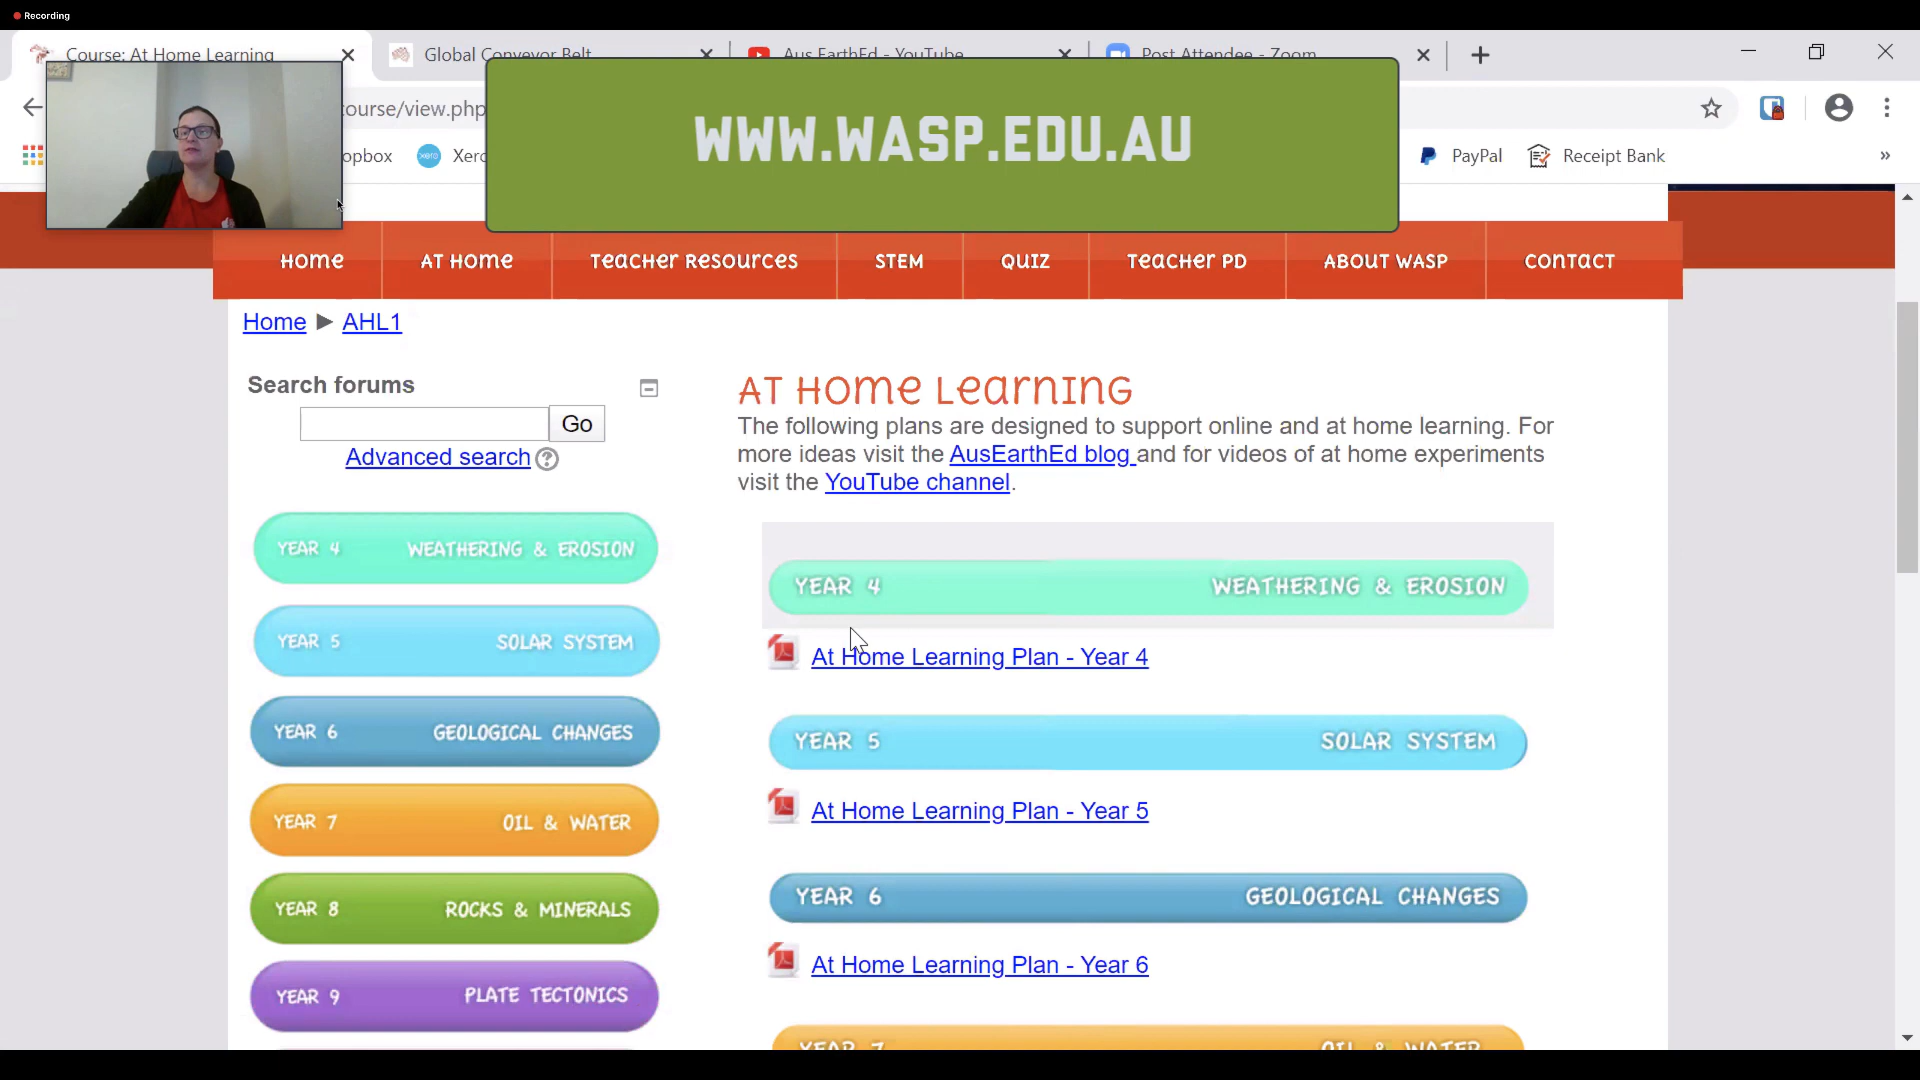 Recording
Course: At Home Learning
Global Conveyor Belt
Aus EarthEd - YouTube
Post Attendee - Zoom
ourse/view.php
WWW.WASP.EDU.AU
opbox
xero
Xerc
PayPal
Receipt Bank
Home
At Home
Teacher Resources
STEM
Quiz
Teacher PD
About WASP
Contact
Home ► AHL1
Search forums
Go
Advanced search
At Home Learning
The following plans are designed to support online and at home learning. For
more ideas visit the AusEarthEd blog and for videos of at home experiments
visit the YouTube channel.
YEAR 4 WEATHERING & EROSION
YEAR 5 SOLAR SYSTEM
YEAR 6 GEOLOGICAL CHANGES
YEAR 7 OIL & WATER
YEAR 8 ROCKS & MINERALS
YEAR 9 PLATE TECTONICS
YEAR 4 WEATHERING & EROSION
At Home Learning Plan - Year 4
YEAR 5 SOLAR SYSTEM
At Home Learning Plan - Year 5
YEAR 6 GEOLOGICAL CHANGES
At Home Learning Plan - Year 6
YEAR 7 OIL & WATER